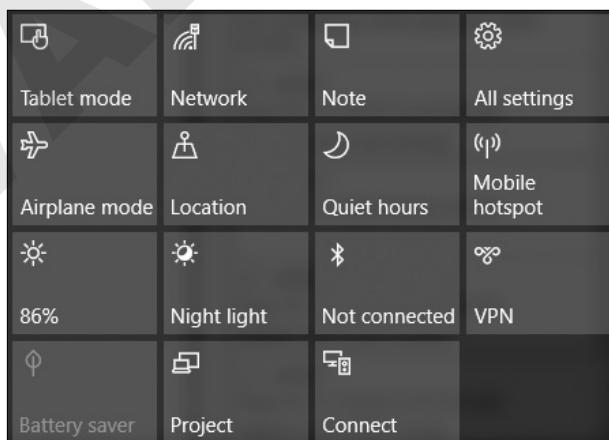 Tablet mode
Network
Note
All settings
Airplane mode
Location
Quiet hours
Mobile
hotspot
86%
Night light
Not connected
VPN
Battery saver
Project
Connect